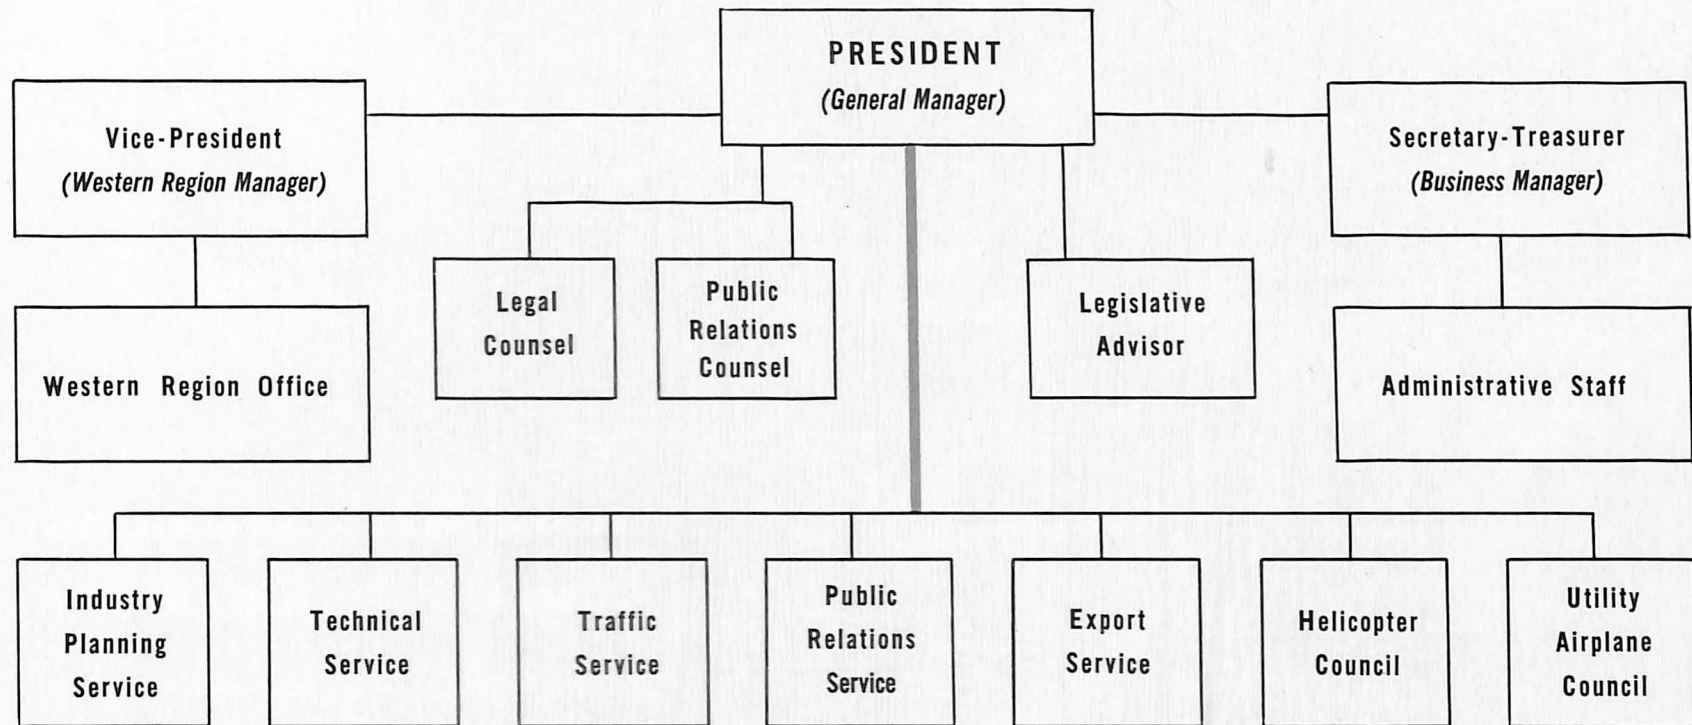 PRESIDENT
(General Manager)
Vice-President
(Western Region Manager)
Secretary-Treasurer
(Business Manager)
Western Region Office
Legal
Counsel
Public
Relations
Counsel
Legislative
Advisor
Administrative Staff
Industry
Planning
Service
Technical
Service
Traffic
Service
Public
Relations
Service
Export
Service
Helicopter
Council
Utility
Airplane
Council